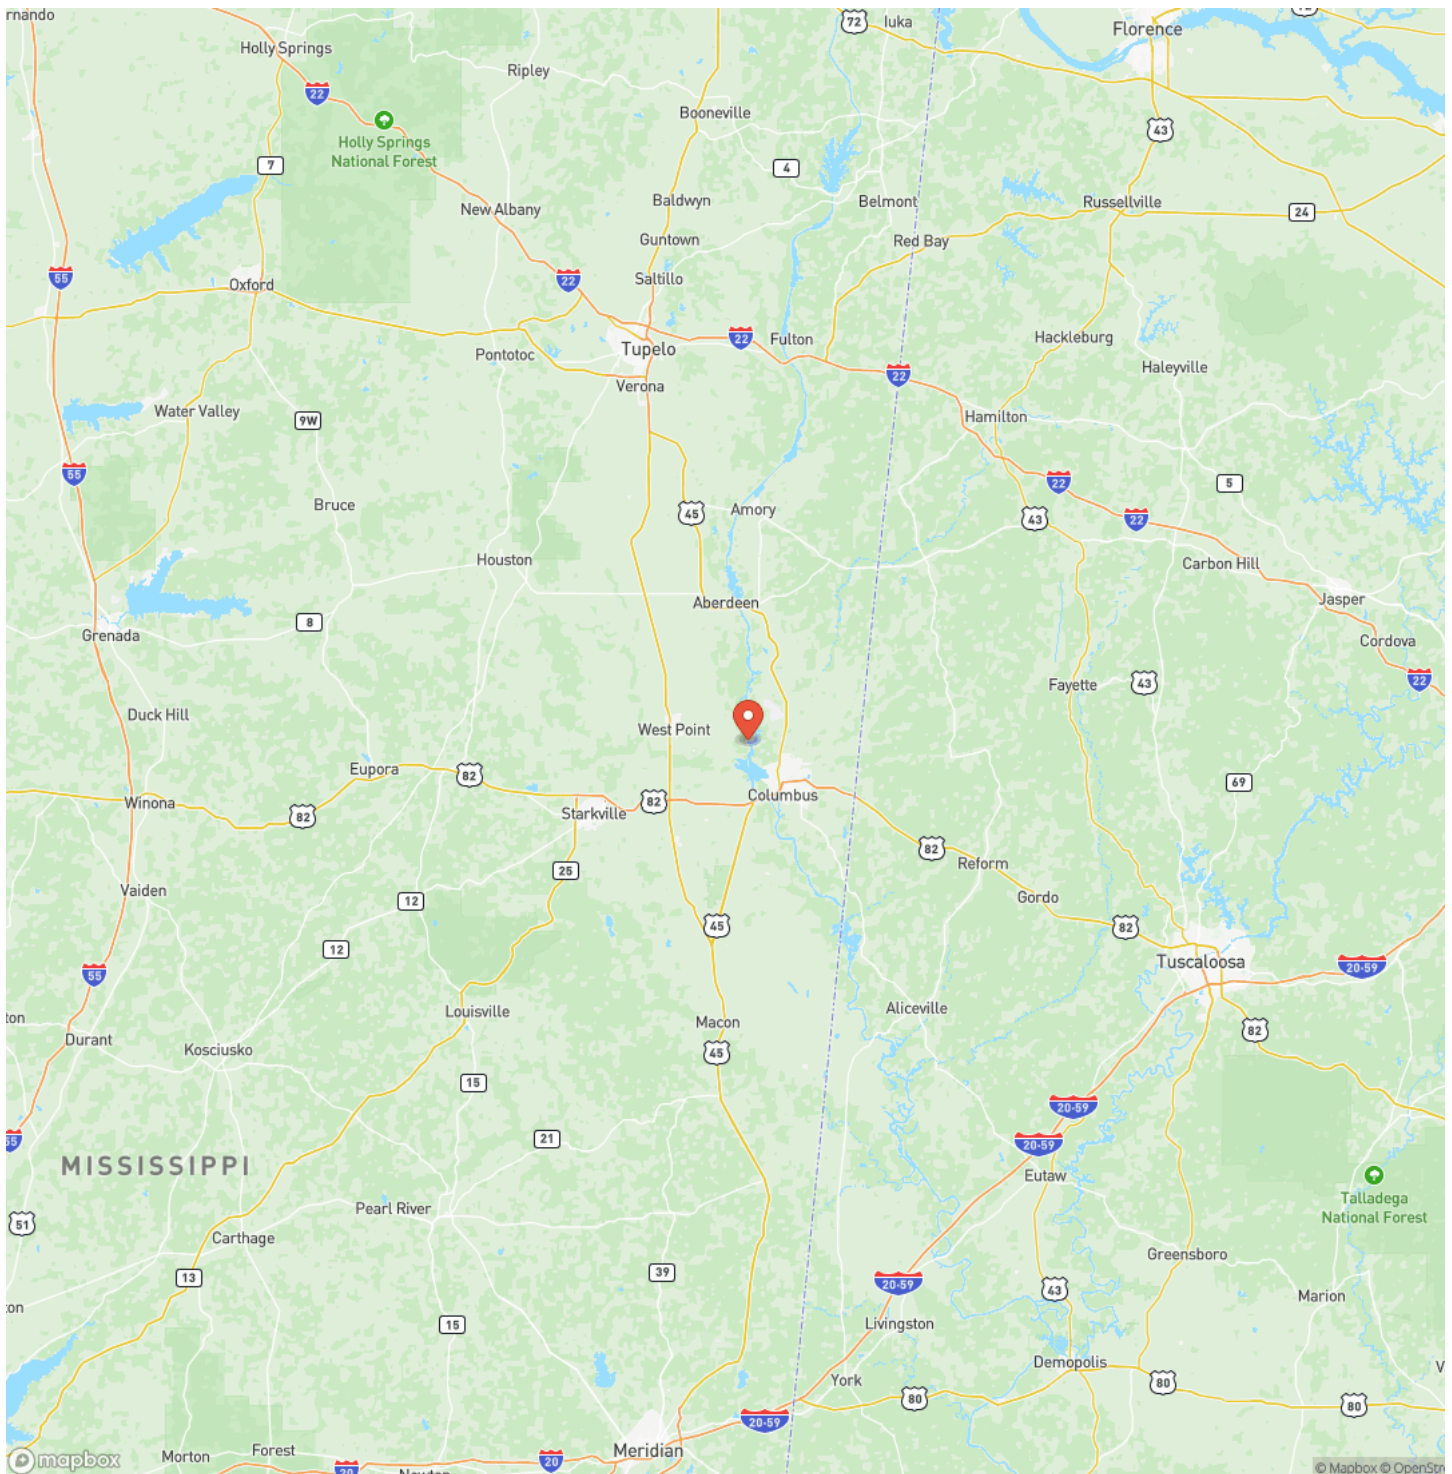 rnando
Holly Springs
Ripley
72
Iuka
Florence
72
22
Booneville
43
Holly Springs
National Forest
7
4
New Albany
Baldwyn
Belmont
Russellville
24
Guntown
Red Bay
55
Oxford
22
Saltillo
Pontotoc
Tupelo
22
Fulton
Hackleburg
Haleyville
Verona
22
Water Valley
9W
Hamilton
55
22
5
Bruce
45
Amory
43
22
Houston
Carbon Hill
Aberdeen
Jasper
Grenada
8
Cordova
Fayette
43
22
Duck Hill
West Point
Eupora
82
69
Winona
82
Starkville
82
Columbus
82
Reform
Vaiden
12
25
Gordo
12
45
82
55
Tuscaloosa
20-59
ton
Louisville
Macon
Aliceville
82
Durant
Kosciusko
45
15
20-59
55
21
20-59
MISSISSIPPI
Eutaw
Talladega
National Forest
51
Pearl River
Carthage
Greensboro
13
39
20-59
43
Marion
on
15
Livingston
Demopolis
V
York
80
80
80
20-59
Meridian
mapbox
Morton
Forest
20
20
Newton
© Mapbox © OpenStr